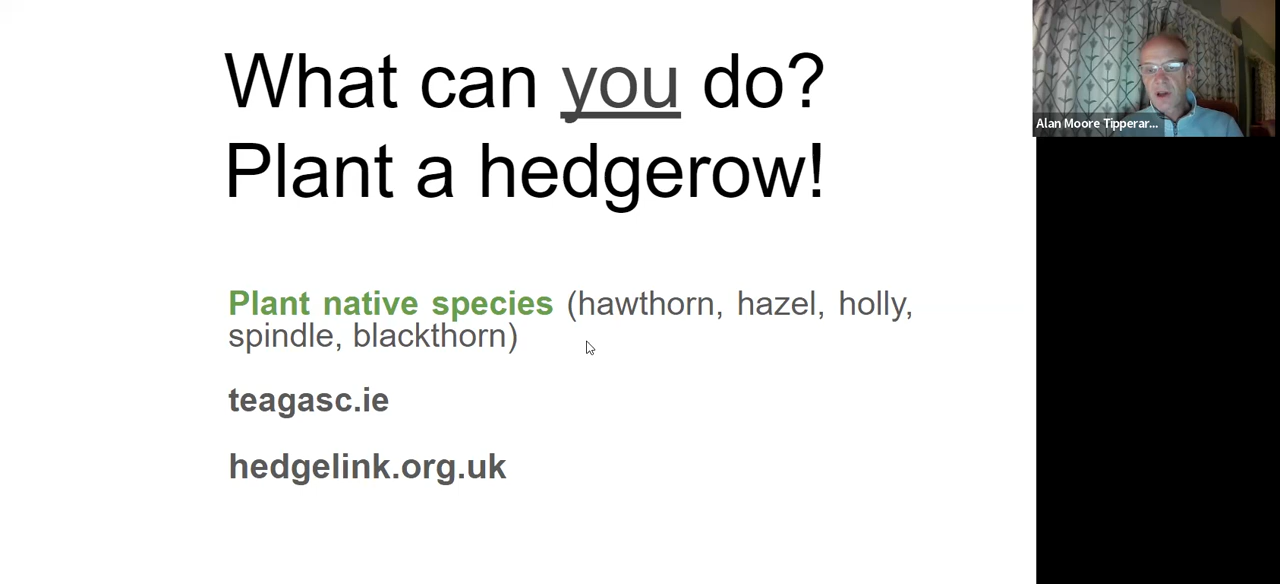 What can you do?
Plant a hedgerow!
Plant native species (hawthorn, hazel, holly,
spindle, blackthorn)
teagasc.ie
hedgelink.org.uk
Alan Moore Tipperar...